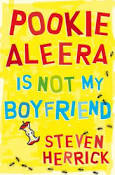 POOKIE
ALEERA
IS NOT MY
BOYFRIEND
STEVEN
HERRICK